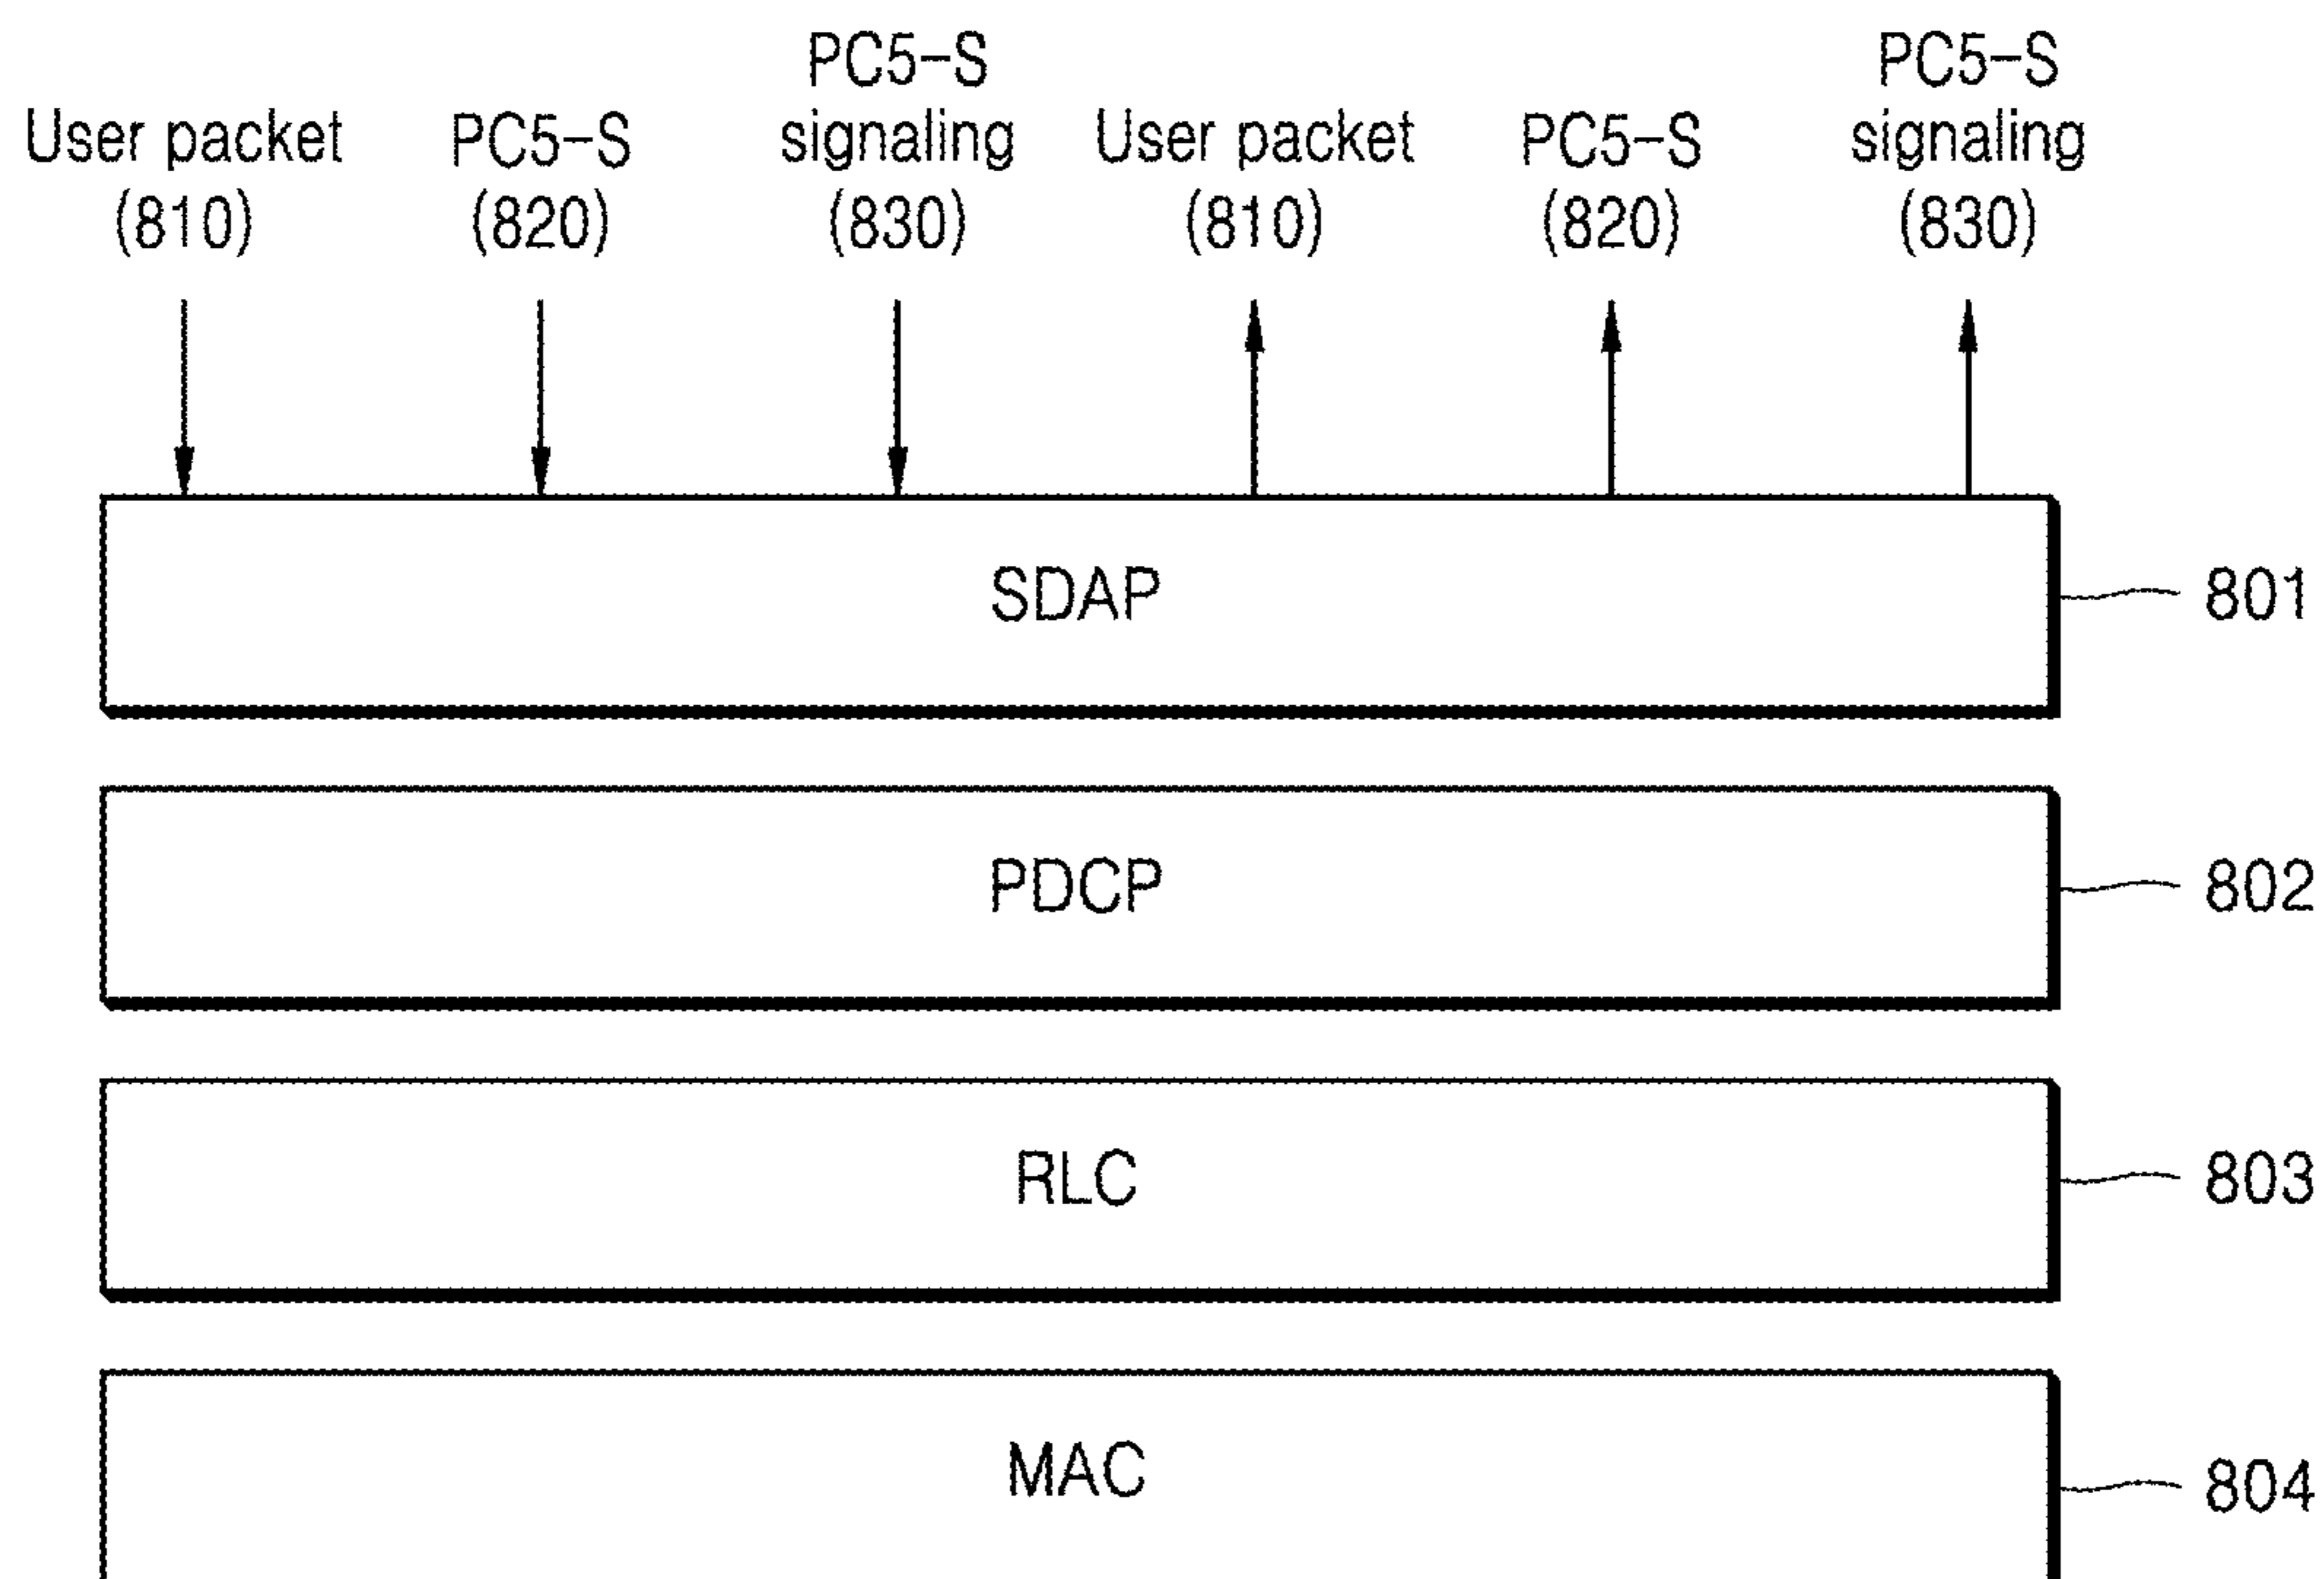 PC5-S
PC5-S
User packet
PC5-S
signaling
User packet
PC5-S
signaling
(810)
(820)
(830)
(810)
(820)
(830)
SDAP
801
PDCP
802
RLC
803
MAC
804